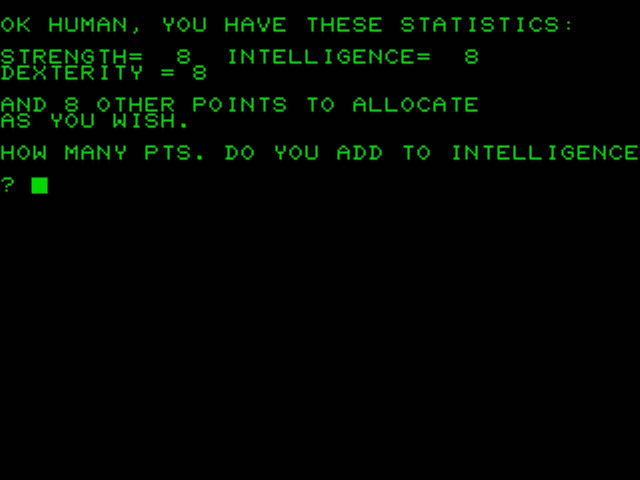 OK HUMAN, YOU HAVE THESE STATISTICS:
STRENGTH= 8 INTELLIGENCE= 8
DEXTERITY = 8
AND 8 OTHER POINTS TO ALLOCATE
AS YOU WISH.
HOW MANY PTS. DO YOU ADD TO INTELLIGENCE
?